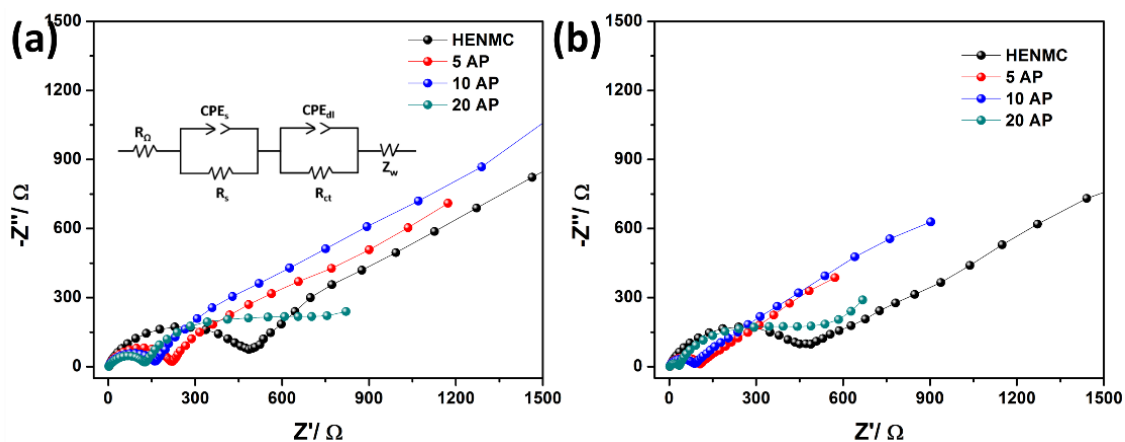 (a)
HENMC
5 AP
10 AP
20 AP
CPEs
CPEdl
RΩ
Rs
Rct
Zw
1500
1200
900
600
300
0
-Z''/ Ω
0 300 600 900 1200 1500
Z'/ Ω
(b)
HENMC
5 AP
10 AP
20 AP
1500
1200
900
600
300
0
-Z''/ Ω
0 300 600 900 1200 1500
Z'/ Ω